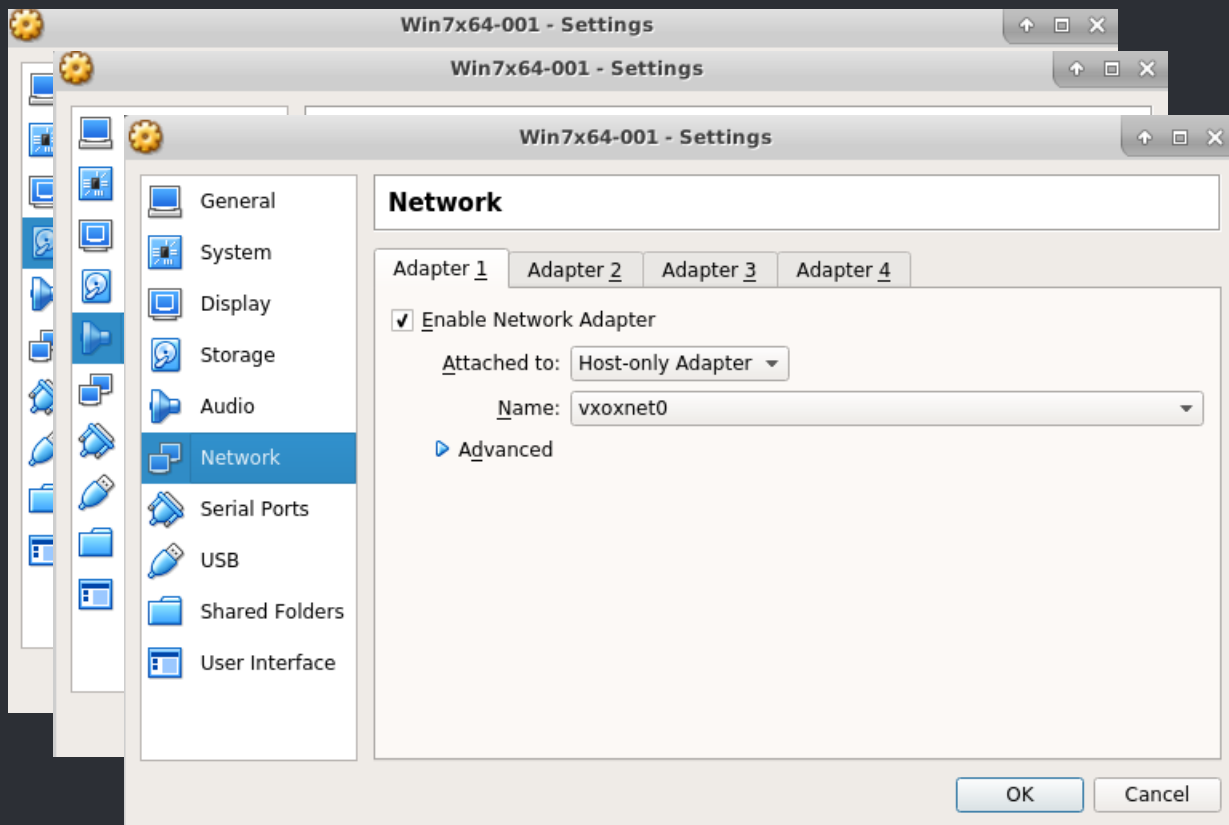 Win7x64-001 - Settings
Win7x64-001 - Settings
Win7x64-001 - Settings
General
System
Display
Storage
Audio
Network
Serial Ports
USB
Shared Folders
User Interface
Network
Adapter 1 Adapter 2 Adapter 3 Adapter 4
Enable Network Adapter
Attached to: Host-only Adapter
Name: vxoxnet0
Advanced
OK Cancel